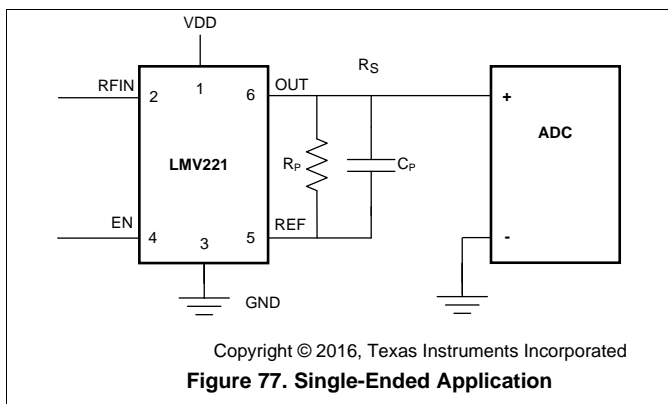 VDD
RFIN
2
1
6
OUT
RS
+
ADC
LMV221
RP
CP
EN
4
3
5
REF
-
GND
Copyright © 2016, Texas Instruments Incorporated
Figure 77. Single-Ended Application